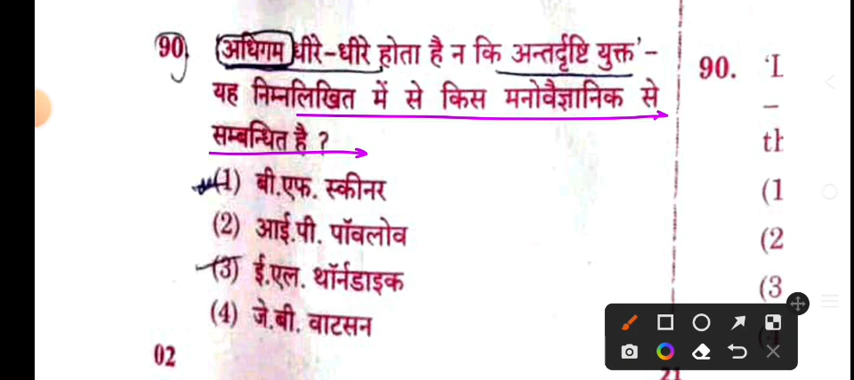 90. 'अधिगम धीरे-धीरे होता है न कि अन्तर्दृष्टि युक्त'-
यह निम्नलिखित में से किस मनोवैज्ञानिक से
सम्बन्धित है ?
(1) बी.एफ. स्कीनर
(2) आई.पी. पॉवलोव
(3) ई.एल. थॉर्नडाइक
(4) जे.बी. वाटसन
02
90.
–
th
(1
(2
(3
21